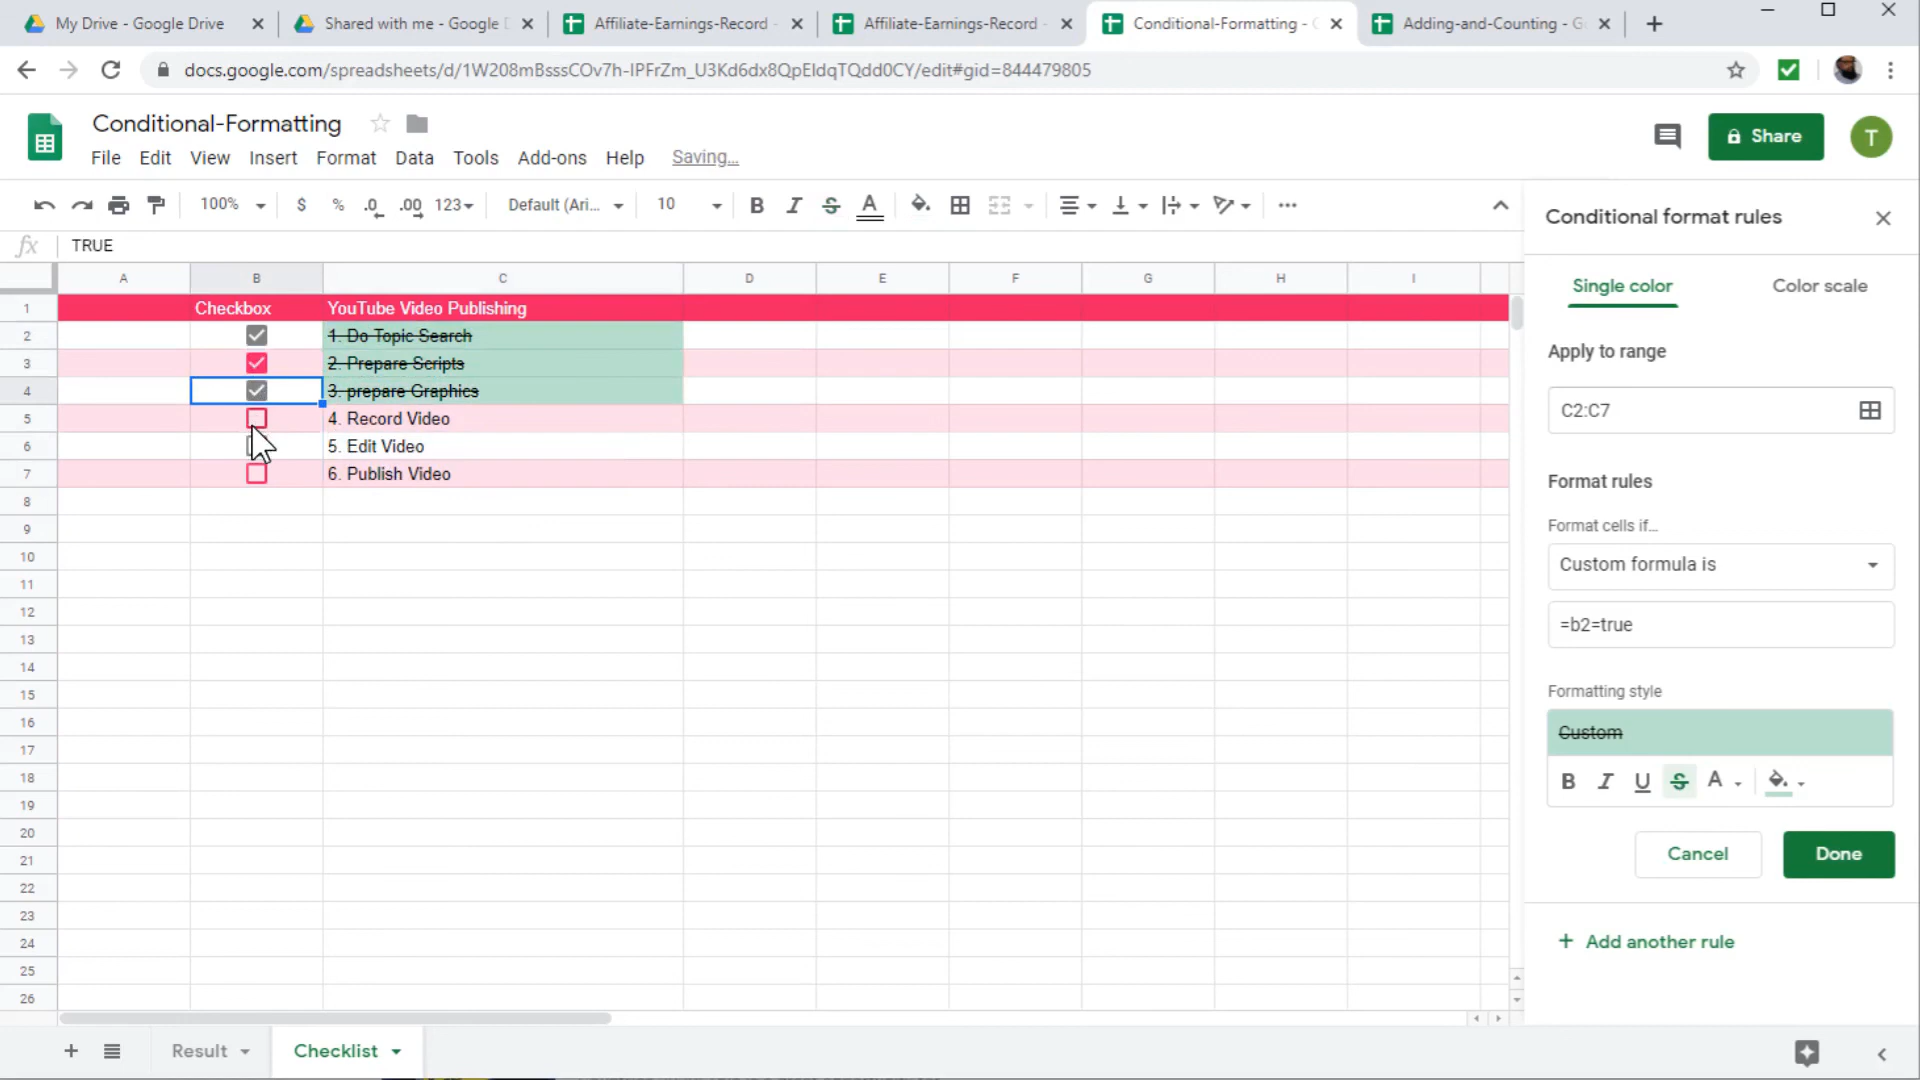 My Drive - Google Drive
Shared with me - Google D
Affiliate-Earnings-Record -
Affiliate-Earnings-Record -
Conditional-Formatting - G
Adding-and-Counting - Go
docs.google.com/spreadsheets/d/1W208mBsssCOv7h-IPFrZm_U3Kd6dx8QpEldqTQdd0CY/edit#gid=844479805
Conditional-Formatting
File Edit View Insert Format Data Tools Add-ons Help Saving...
Share
T
100% $ % .0 .00 123 Default (Ari... 10 B I S A
fx TRUE
A B C D E F G H I
1 Checkbox YouTube Video Publishing
2 1. Do Topic Search
3 2. Prepare Scripts
4 3. prepare Graphics
5 4. Record Video
6 5. Edit Video
7 6. Publish Video
8
9
10
11
12
13
14
15
16
17
18
19
20
21
22
23
24
25
26
Conditional format rules
Single color Color scale
Apply to range
C2:C7
Format rules
Format cells if...
Custom formula is
=b2=true
Formatting style
Custom
B I U S A
Cancel Done
+ Add another rule
+ Result Checklist